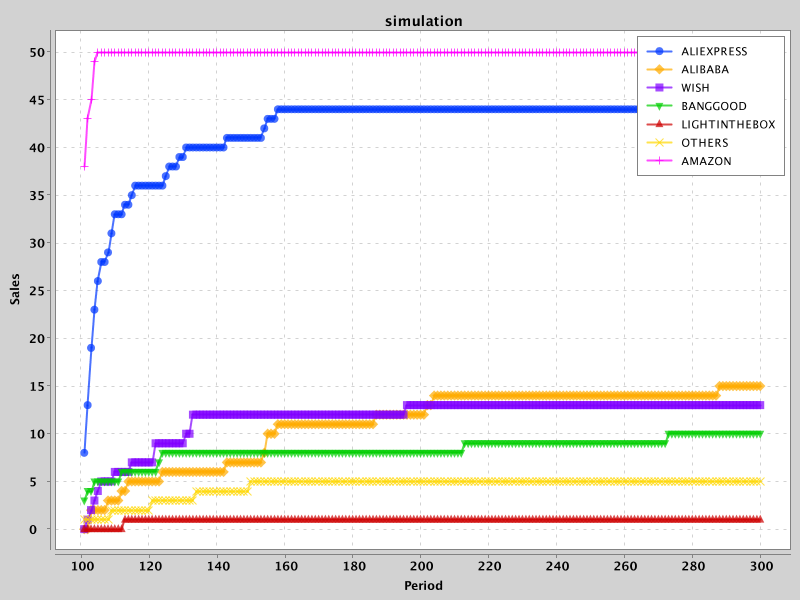 simulation
50
45
40
35
30
25
20
15
10
5
0
Sales
ALIEXPRESS
ALIBABA
WISH
BANGGOOD
LIGHTINTHEBOX
OTHERS
AMAZON
100 120 140 160 180 200 220 240 260 280 300
Period